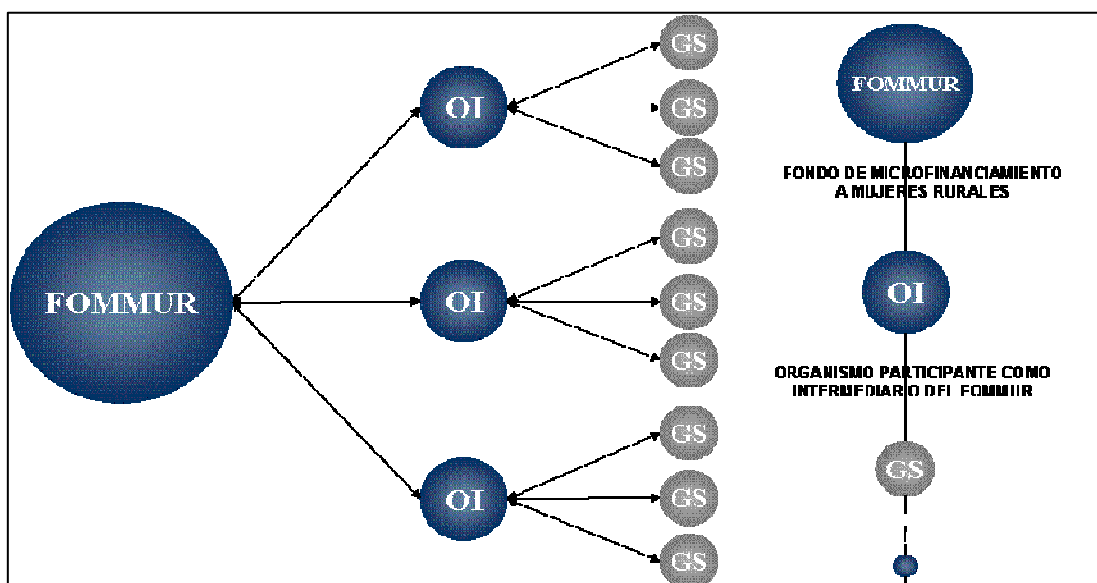 FOMMUR
OI
OI
OI
GS
GS
GS
GS
GS
GS
GS
GS
GS
FOMMUR
FONDO DE MICROFINANCIAMIENTO
A MUJERES RURALES
OI
ORGANISMO PARTICIPANTE COMO
INTERMEDIARIO DEL FOMMUR
GS